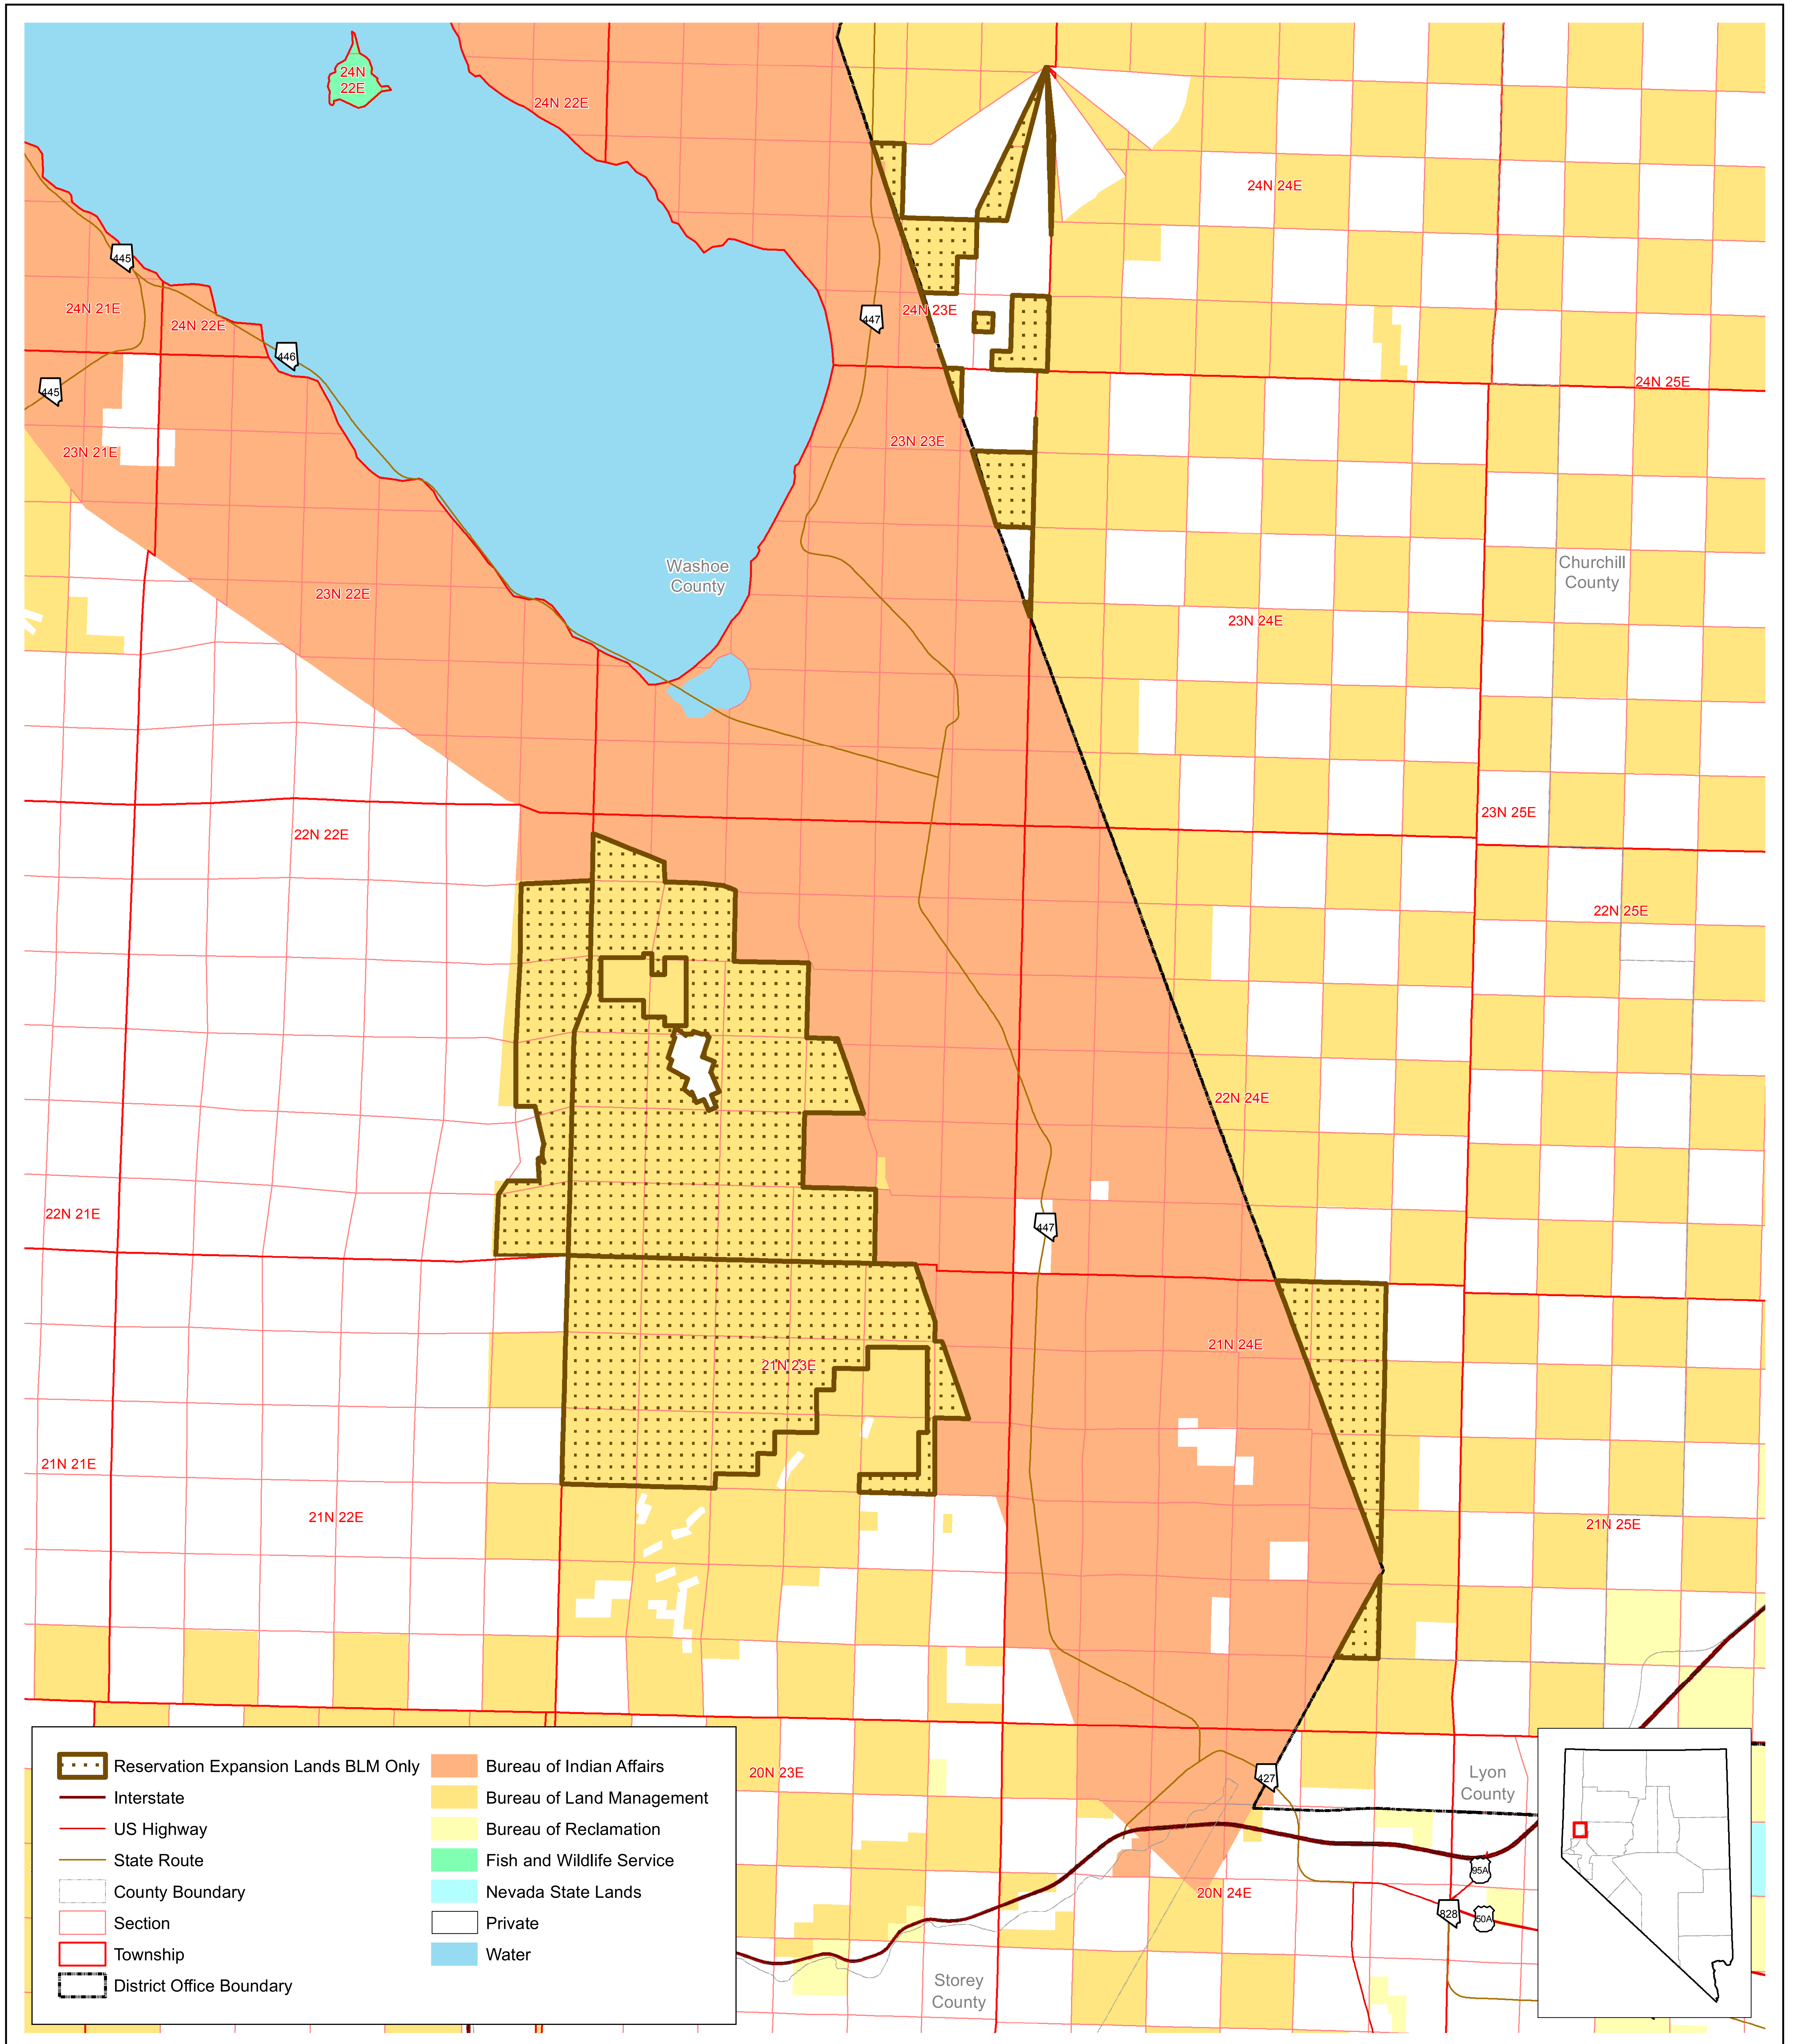 24N
22E
24N 22E
24N 24E
445
24N 21E
24N 22E
447
24N 23E
446
445
24N 25E
23N 21E
23N 23E
Washoe
County
Churchill
County
23N 22E
23N 24E
23N 25E
22N 22E
22N 25E
22N 24E
22N 21E
447
21N 24E
21N 23E
21N 21E
21N 22E
21N 25E
20N 23E
427
Lyon
County
95A
20N 24E
828
50A
Storey
County
Reservation Expansion Lands BLM Only
Interstate
US Highway
State Route
County Boundary
Section
Township
District Office Boundary
Bureau of Indian Affairs
Bureau of Land Management
Bureau of Reclamation
Fish and Wildlife Service
Nevada State Lands
Private
Water